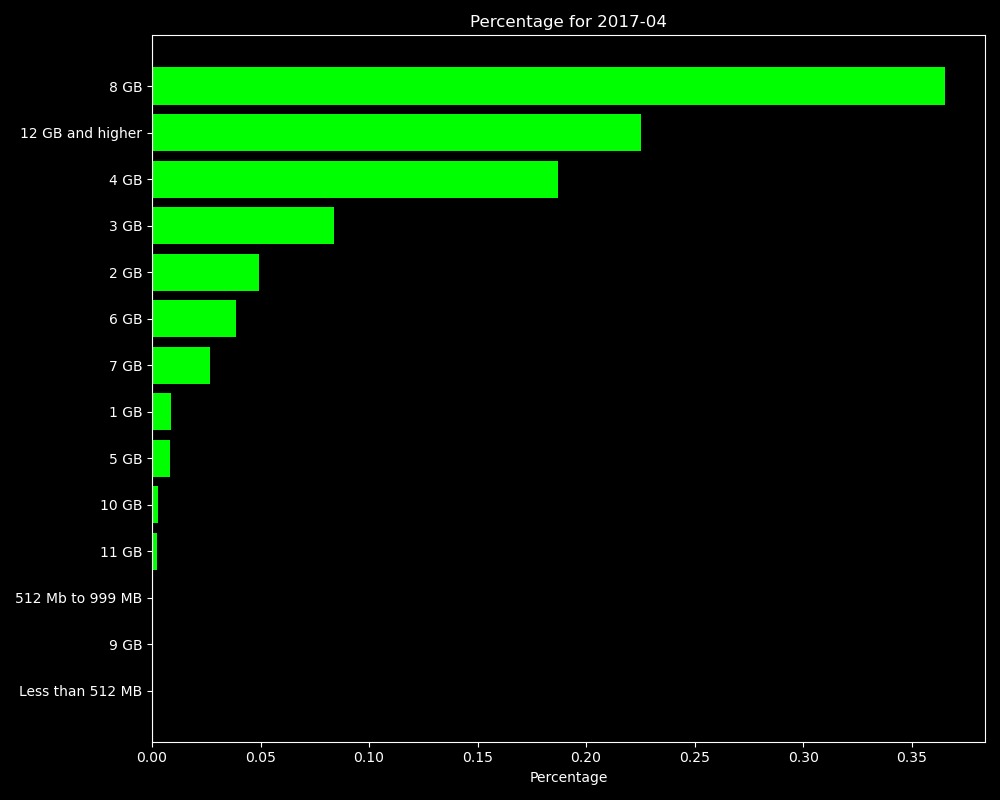 Percentage for 2017-04
8 GB
12 GB and higher
4 GB
3 GB
2 GB
6 GB
7 GB
1 GB
5 GB
10 GB
11 GB
512 Mb to 999 MB
9 GB
Less than 512 MB
0.00 0.05 0.10 0.15 0.20 0.25 0.30 0.35
Percentage